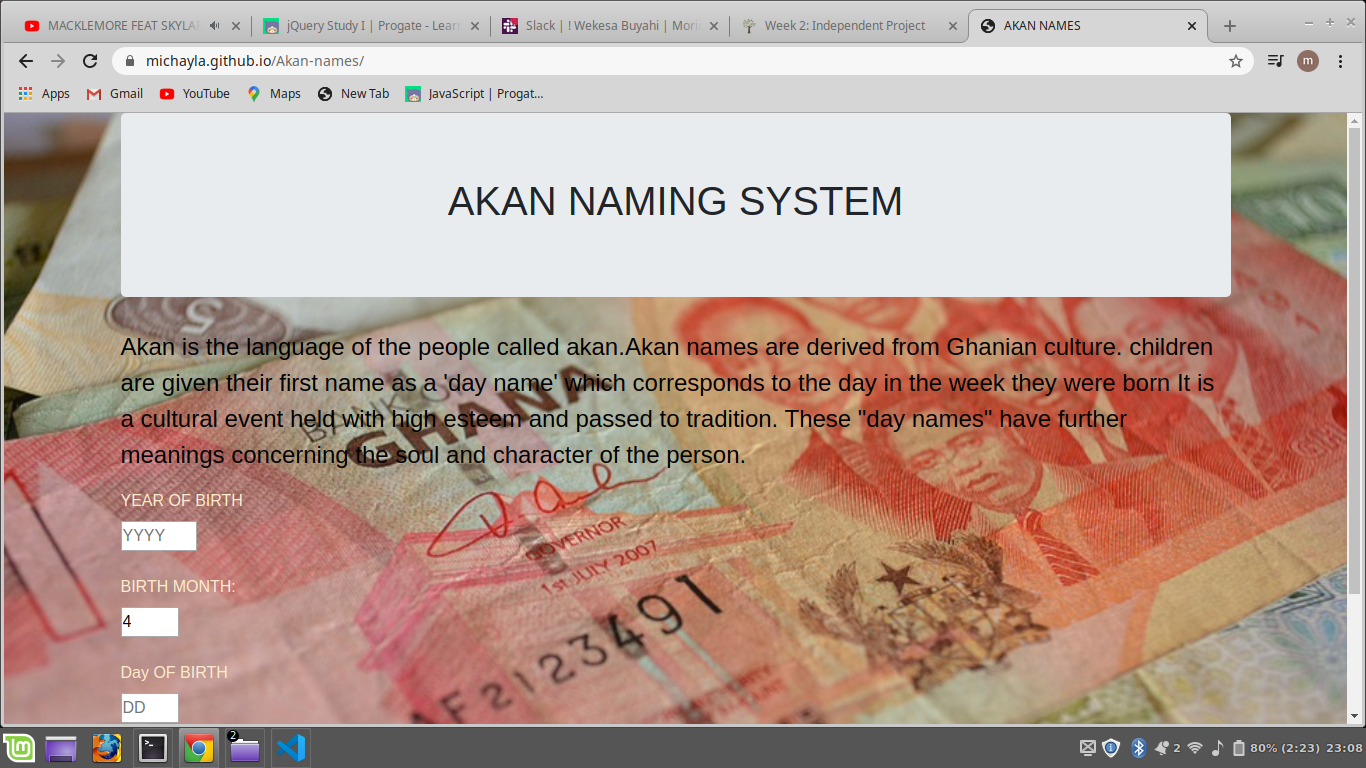 MACKLEMORE FEAT SKYLAR
jQuery Study I | Progate - Learn
Slack | ! Wekesa Buyahi | Mori
Week 2: Independent Project
AKAN NAMES
michayla.github.io/Akan-names/
m
Apps
Gmail
YouTube
Maps
New Tab
JavaScript | Progat...
AKAN NAMING SYSTEM
5
Akan is the language of the people called akan.Akan names are derived from Ghanian culture. children
are given their first name as a 'day name' which corresponds to the day in the week they were born It is
a cultural event held with high esteem and passed to tradition. These "day names" have further
meanings concerning the soul and character of the person.
BANK OF
GHANA
YEAR OF BIRTH
YYYY
GOVERNOR
1st JULY 2007
BIRTH MONTH:
4
F2123491
Day OF BIRTH
DD
2
2
80% (2:23) 23:08